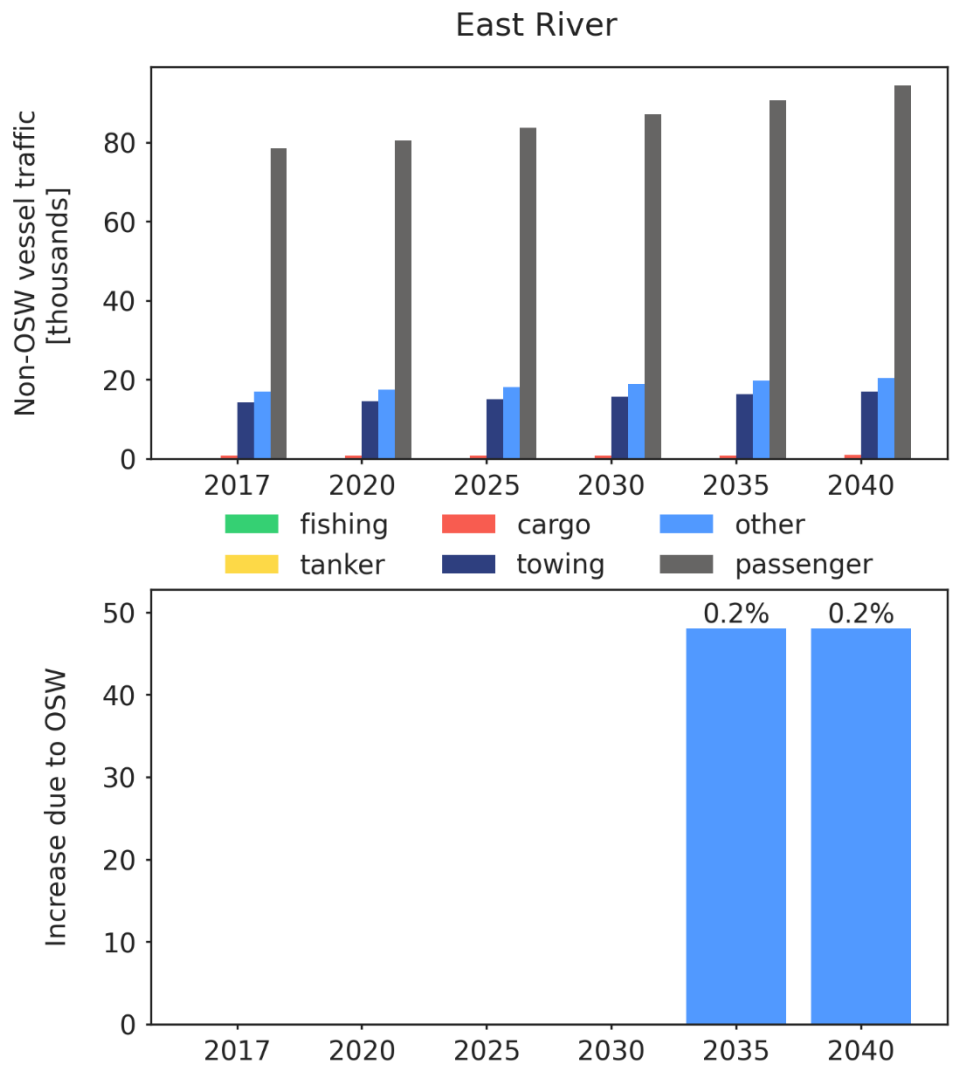 East River
Non-OSW vessel traffic
[thousands]
80
60
40
20
0
2017 2020 2025 2030 2035 2040
fishing cargo other
tanker towing passenger
Increase due to OSW
50
40
30
20
10
0
0.2% 0.2%
2017 2020 2025 2030 2035 2040